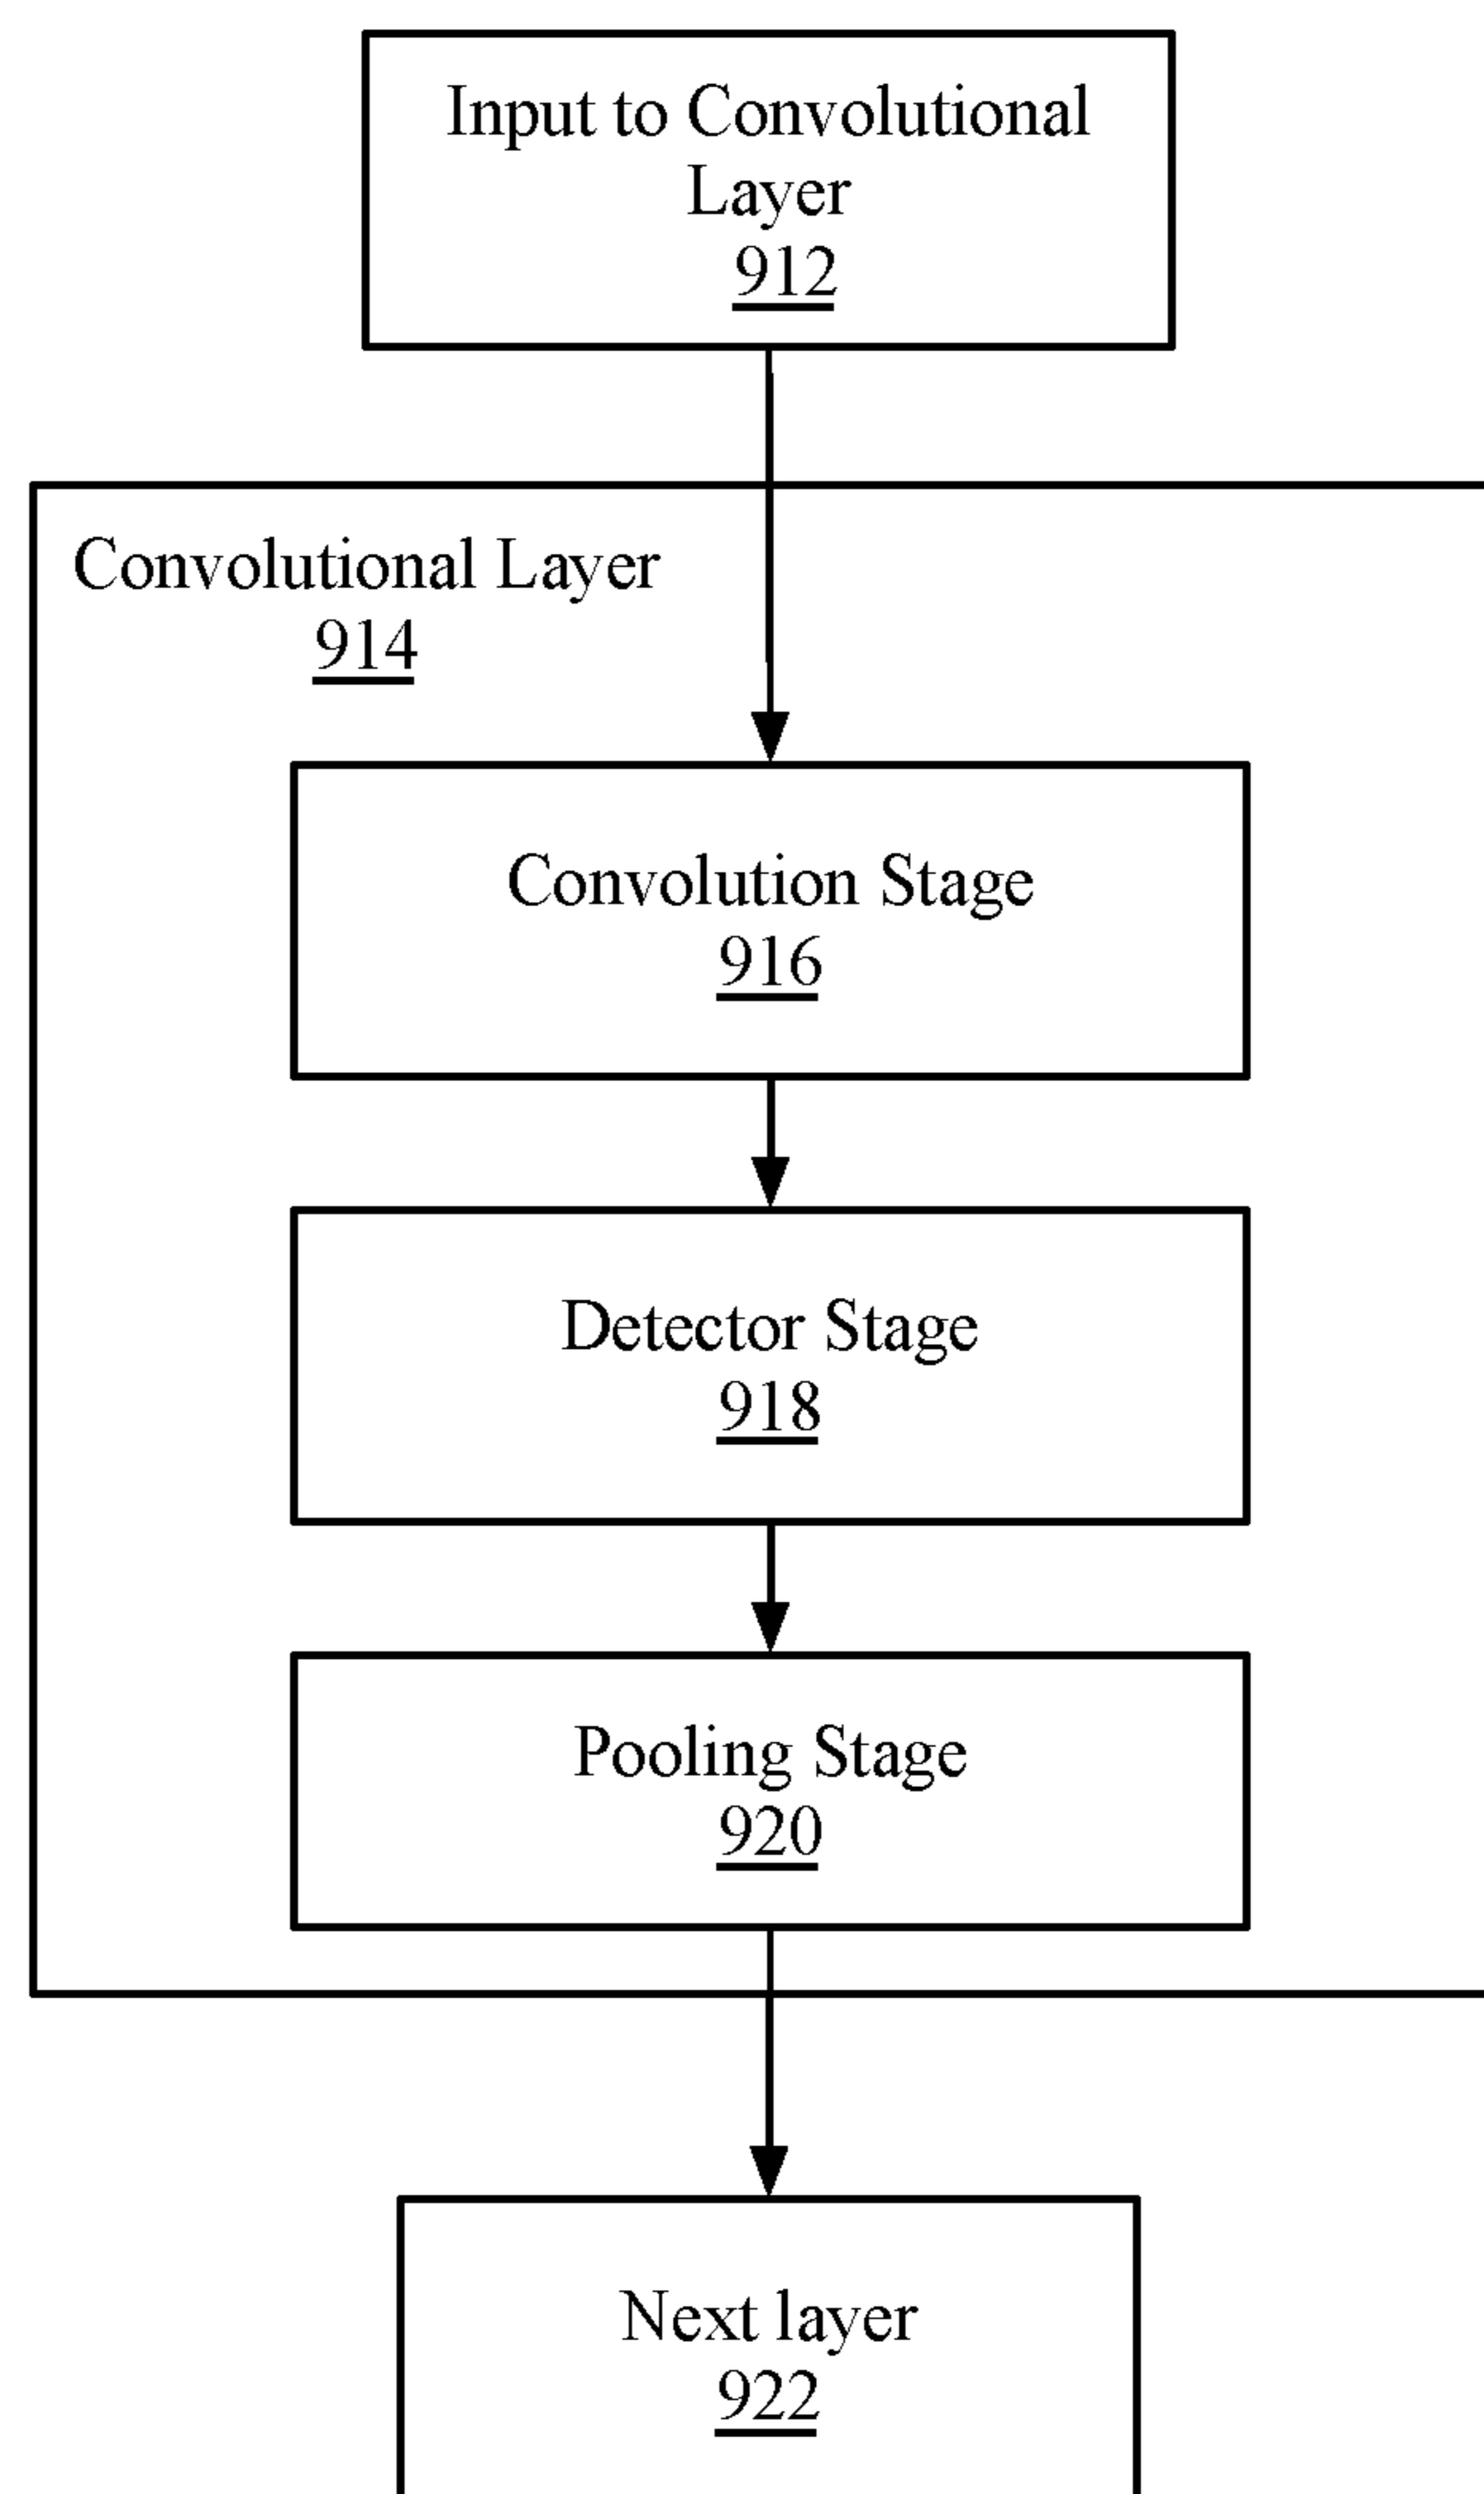 Input to Convolutional
Layer
912
Convolutional Layer
914
Convolution Stage
916
Detector Stage
918
Pooling Stage
920
Next layer
922